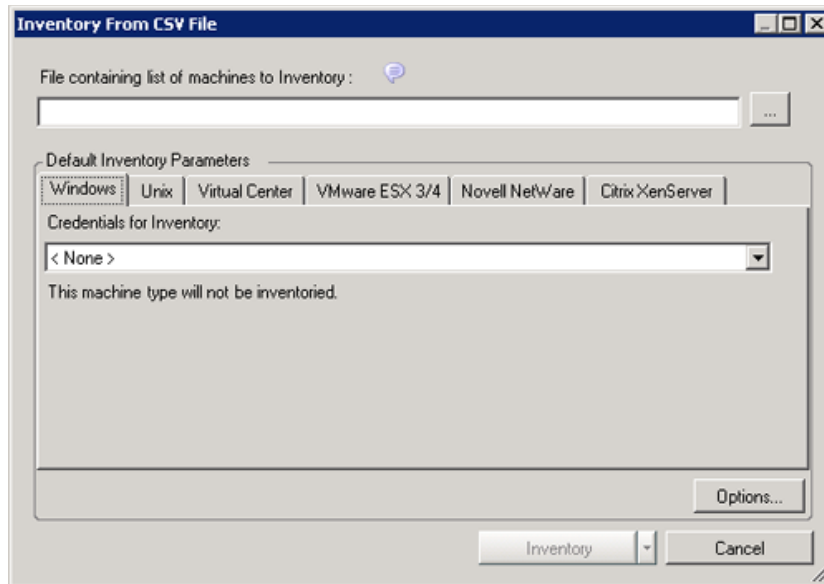 Inventory From CSV File
File containing list of machines to Inventory :
...
Default Inventory Parameters
Windows Unix Virtual Center VMware ESX 3/4 Novell NetWare Citrix XenServer
Credentials for Inventory:
< None >
This machine type will not be inventoried.
Options...
Inventory Cancel